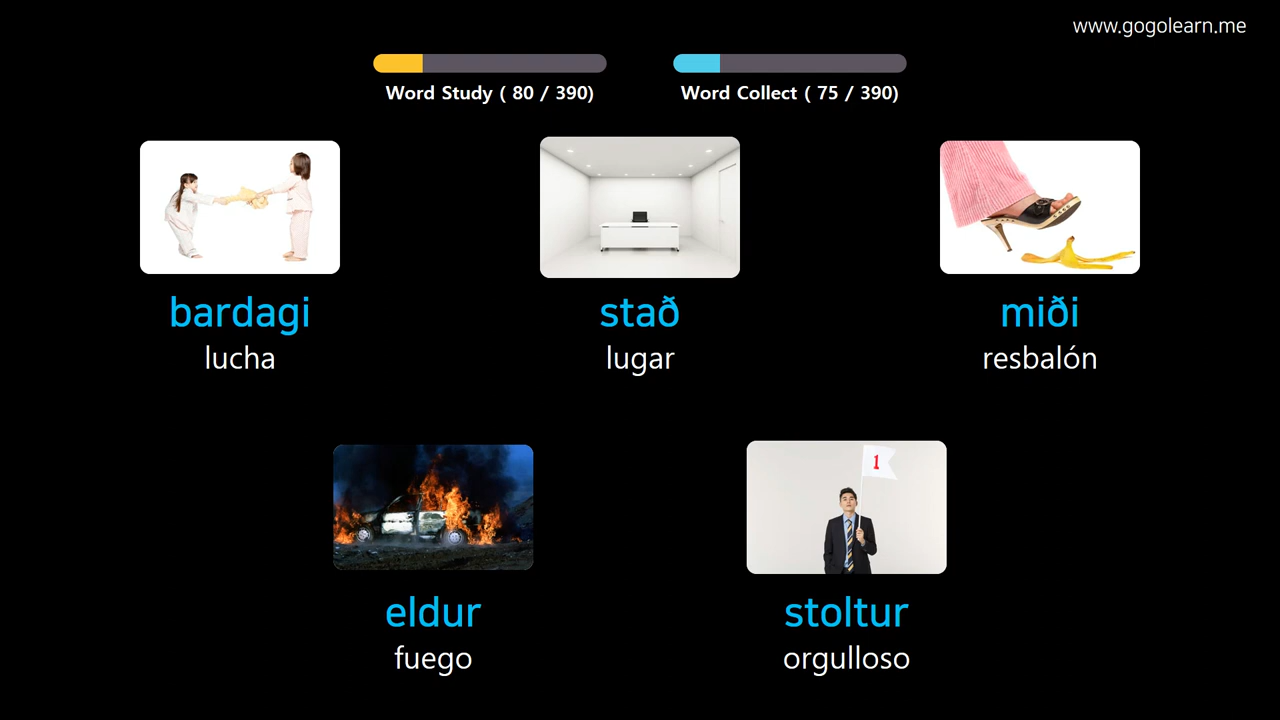 www.gogolearn.me
Word Study ( 80 / 390)
Word Collect ( 75 / 390)
bardagi
lucha
stað
lugar
miði
resbalón
eldur
fuego
1
stoltur
orgulloso